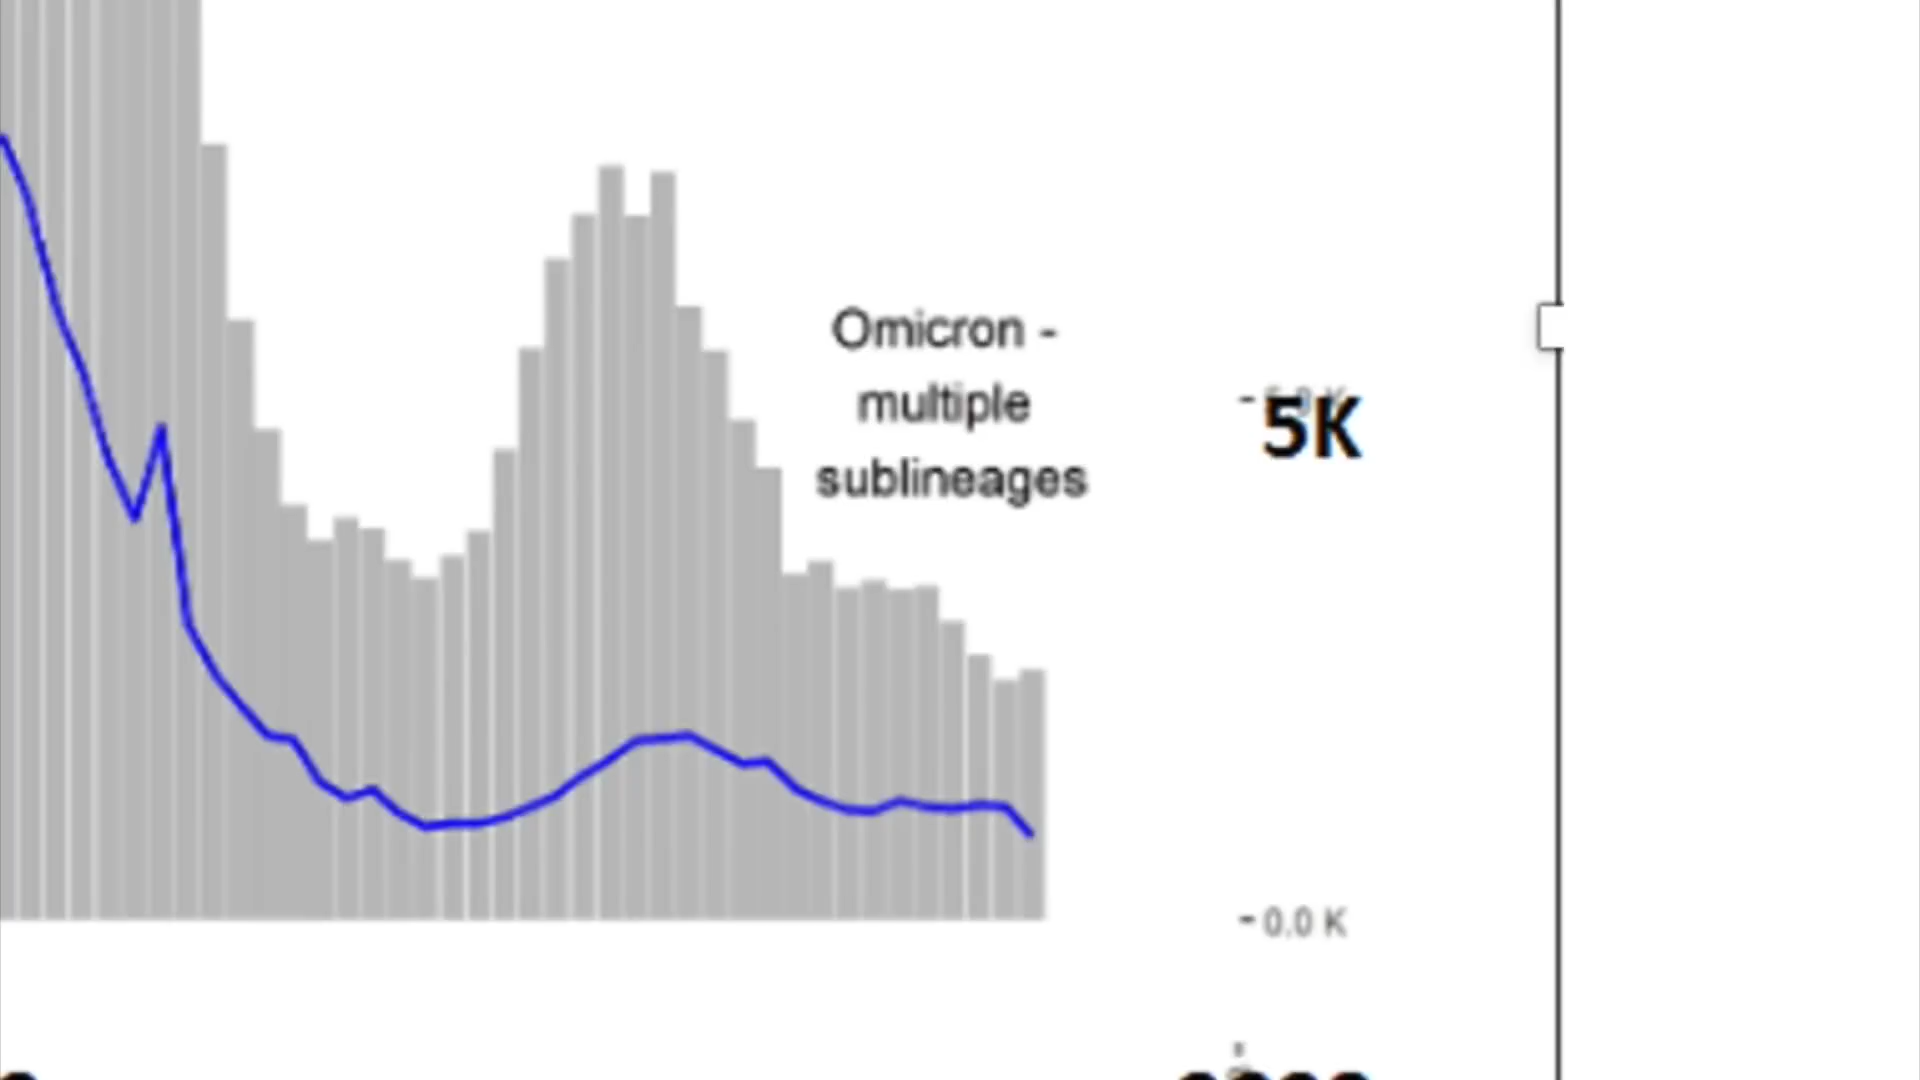 Omicron -
multiple
sublineages
5K
-0.0 K